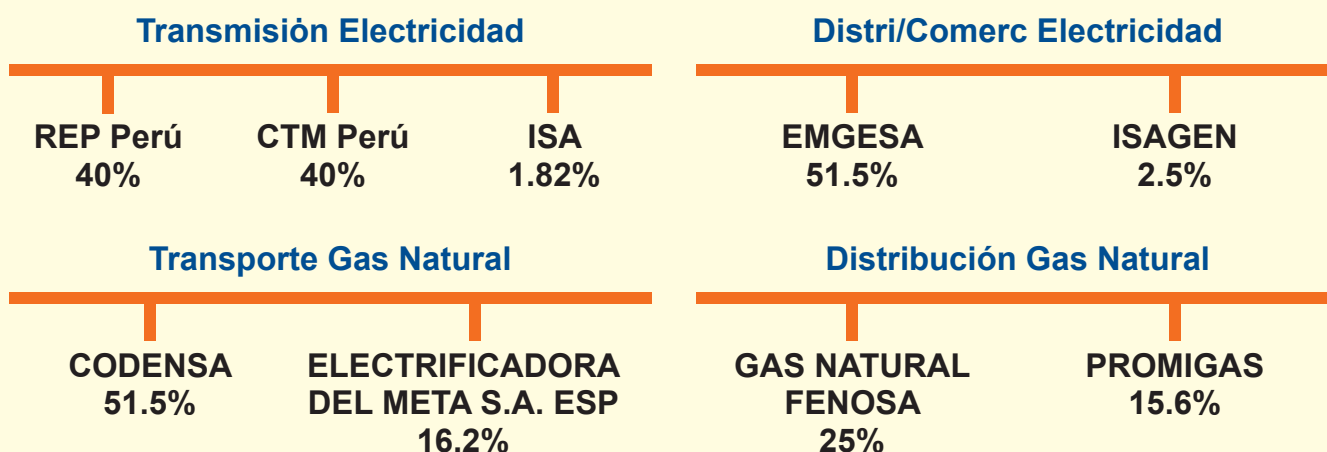 Transmisiòn Electricidad
REP Perú
40%
CTM Perú
40%
ISA
1.82%
Distri/Comerc Electricidad
EMGESA
51.5%
ISAGEN
2.5%
Transporte Gas Natural
CODENSA
51.5%
ELECTRIFICADORA
DEL META S.A. ESP
16.2%
Distribución Gas Natural
GAS NATURAL
FENOSA
25%
PROMIGAS
15.6%